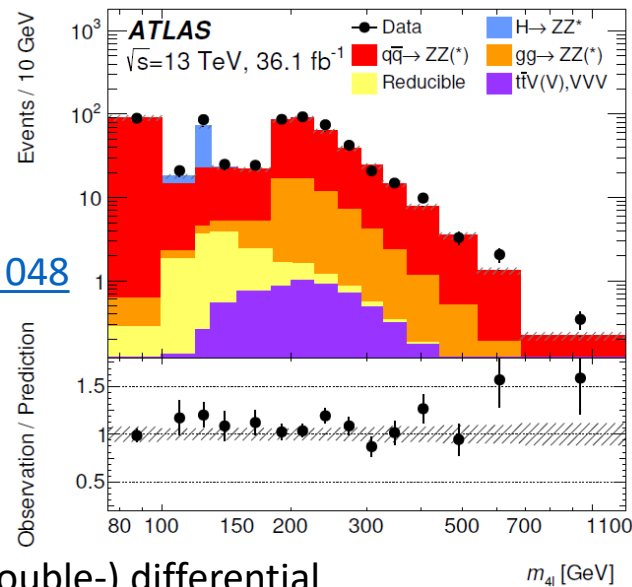 ATLAS
√s=13 TeV, 36.1 fb⁻¹
Data
H→ ZZ*
qq̄→ ZZ(*)
gg→ ZZ(*)
Reducible
tt̄V(V),VVV
Events / 10 GeV
10³
10²
10
1
048
Observation / Prediction
1.5
1
0.5
80 100 150 200 300 500 700 1100
m4l [GeV]
ouble-) differential